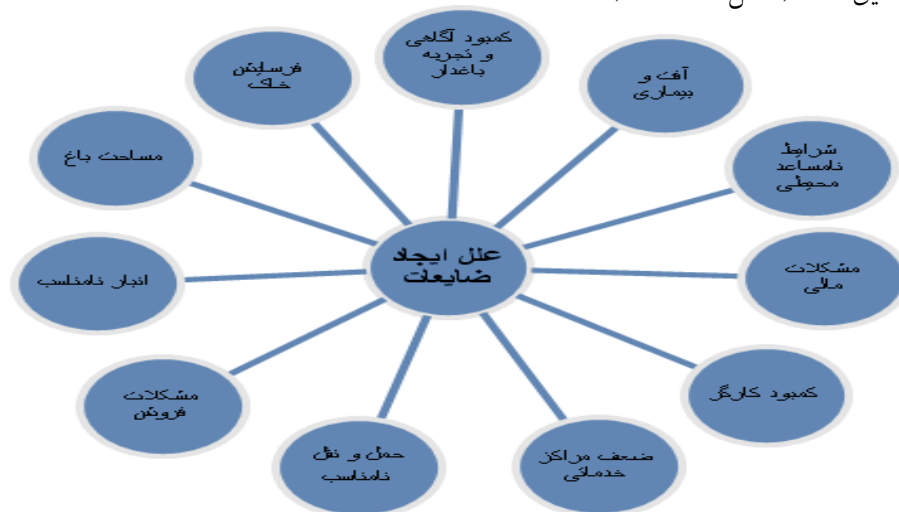 علل ایجاد
ضایعات
کمبود آگاهی
و تجربه
باغدار
آفت و
بیماری
شرایط
نامساعد
محیطی
مشکلات
مالی
کمبود کارگر
ضعف مراکز
خدماتی
حمل و نقل
نامناسب
مشکلات
فروش
انبار نامناسب
مساحت باغ
فرسایش
خاک